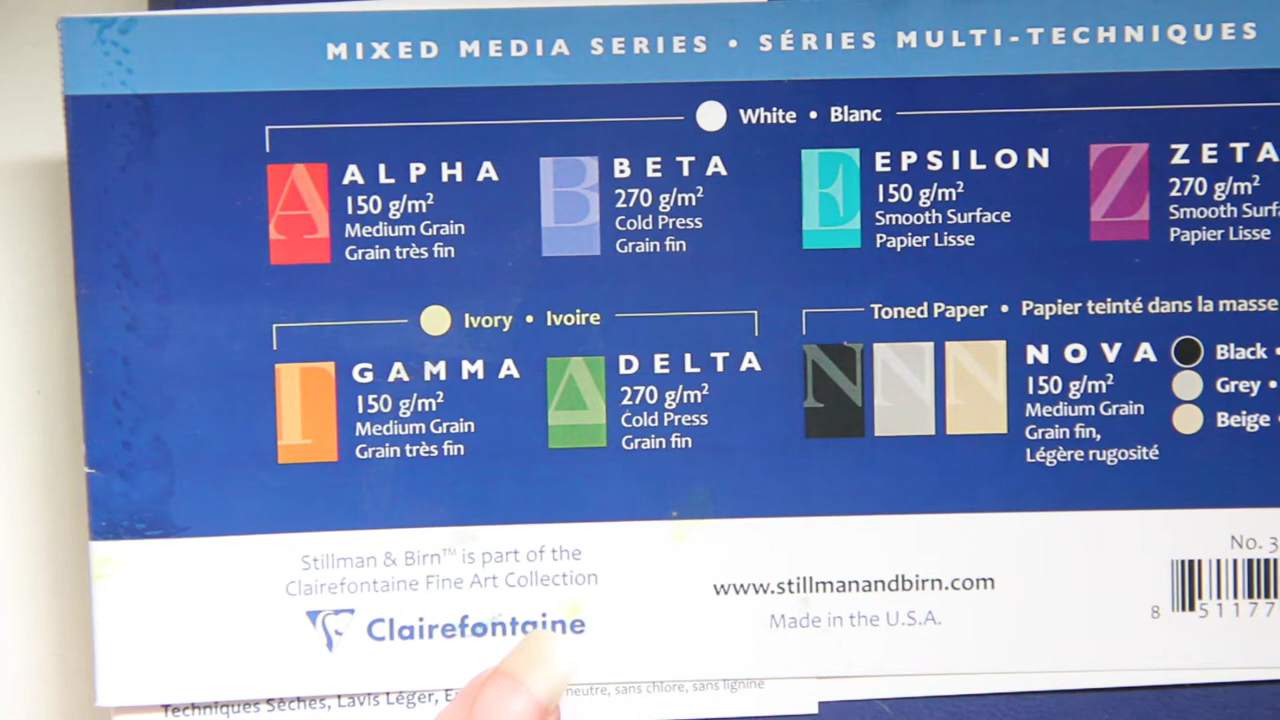 MIXED MEDIA SERIES • SÉRIES MULTI-TECHNIQUES
White • Blanc
A
ALPHA
150 g/m²
Medium Grain
Grain très fin
B
BETA
270 g/m²
Cold Press
Grain fin
E
EPSILON
150 g/m²
Smooth Surface
Papier Lisse
Z
ZETA
270 g/m²
Smooth
Papier Lisse
Ivory • Ivoire
Γ
GAMMA
150 g/m²
Medium Grain
Grain très fin
Δ
DELTA
270 g/m²
Cold Press
Grain fin
Toned Paper • Papier teinté dans la masse
N N N
NOVA
150 g/m²
Medium Grain
Grain fin,
Légère rugosité
Black •
Grey •
Beige
Stillman & Birn™ is part of the
Clairefontaine Fine Art Collection
Clairefontaine
www.stillmanandbirn.com
Made in the U.S.A.
No. 3
8 51177
Techniques Sèches, Lavis Léger,
neutre, sans chlore, sans lignine